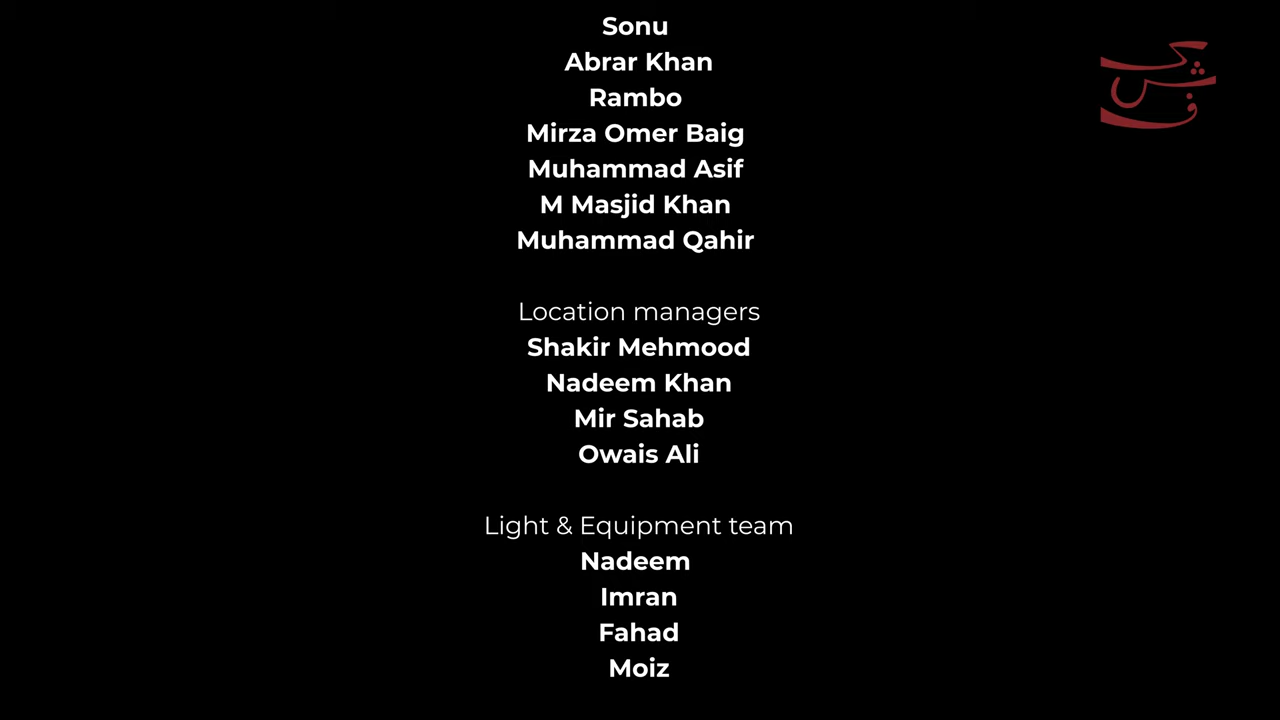 Sonu
Abrar Khan
Rambo
Mirza Omer Baig
Muhammad Asif
M Masjid Khan
Muhammad Qahir
Location managers
Shakir Mehmood
Nadeem Khan
Mir Sahab
Owais Ali
Light & Equipment team
Nadeem
Imran
Fahad
Moiz